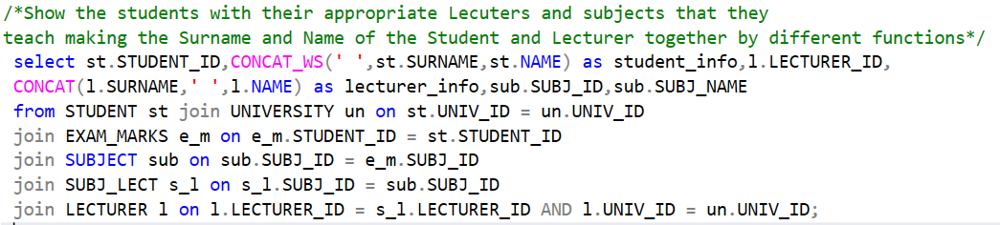 /*Show the students with their appropriate Lecuters and subjects that they
teach making the Surname and Name of the Student and Lecturer together by different functions*/
select st.STUDENT_ID,CONCAT_WS(' ',st.SURNAME,st.NAME) as student_info,l.LECTURER_ID,
CONCAT(l.SURNAME,' ',l.NAME) as lecturer_info,sub.SUBJ_ID,sub.SUBJ_NAME
from STUDENT st join UNIVERSITY un on st.UNIV_ID = un.UNIV_ID
join EXAM_MARKS e_m on e_m.STUDENT_ID = st.STUDENT_ID
join SUBJECT sub on sub.SUBJ_ID = e_m.SUBJ_ID
join SUBJ_LECT s_l on s_l.SUBJ_ID = sub.SUBJ_ID
join LECTURER l on l.LECTURER_ID = s_l.LECTURER_ID AND l.UNIV_ID = un.UNIV_ID;